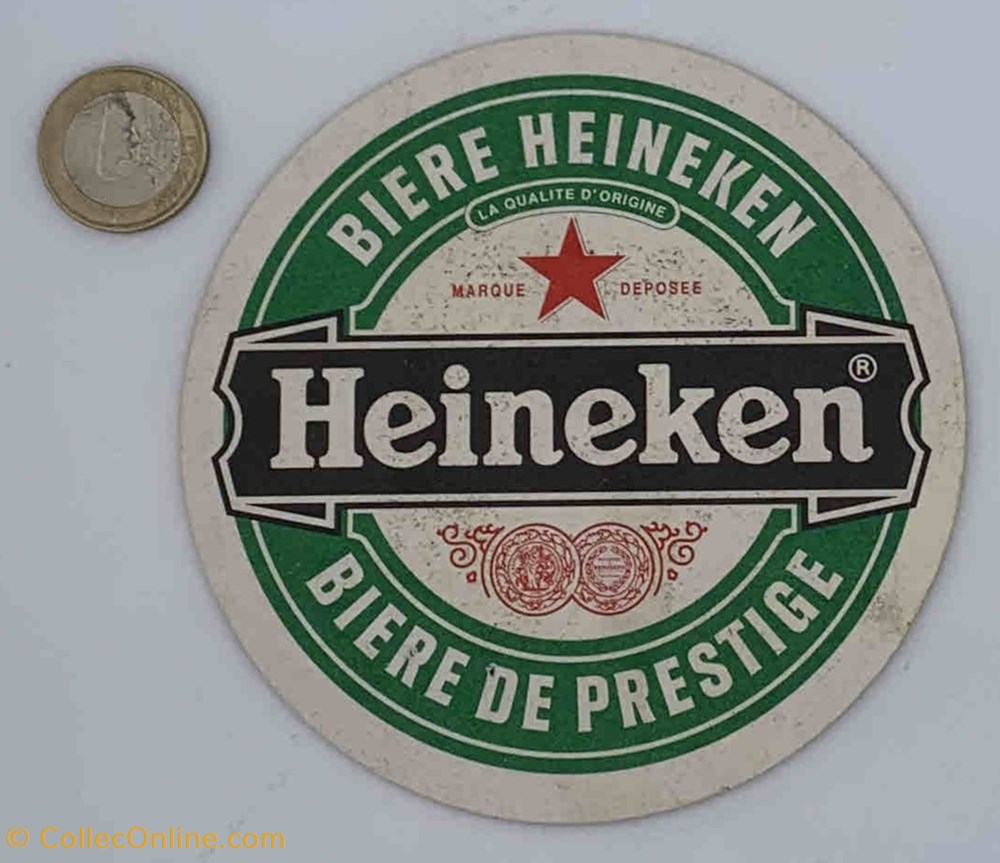 BIERE HEINEKEN
LA QUALITE D'ORIGINE
MARQUE DEPOSEE
Heineken®
BIERE DE PRESTIGE
© CollecOnline.com